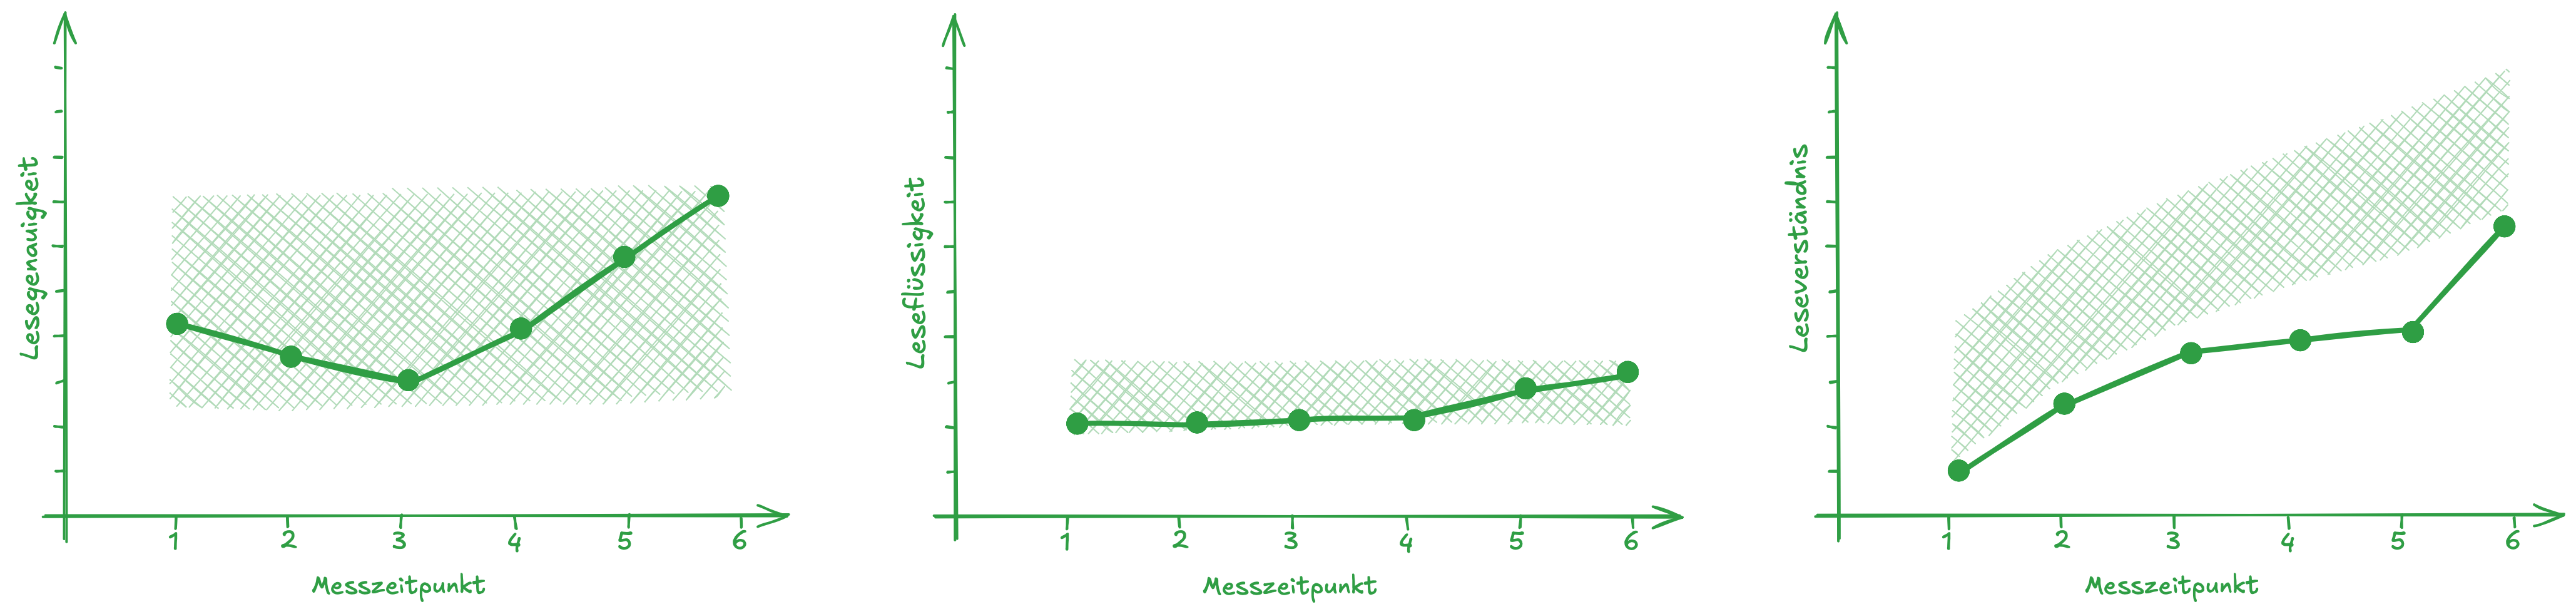 Lesegenauigkeit
1 2 3 4 5 6
Messzeitpunkt
Leseflüssigkeit
1 2 3 4 5 6
Messzeitpunkt
Leseverständnis
1 2 3 4 5 6
Messzeitpunkt